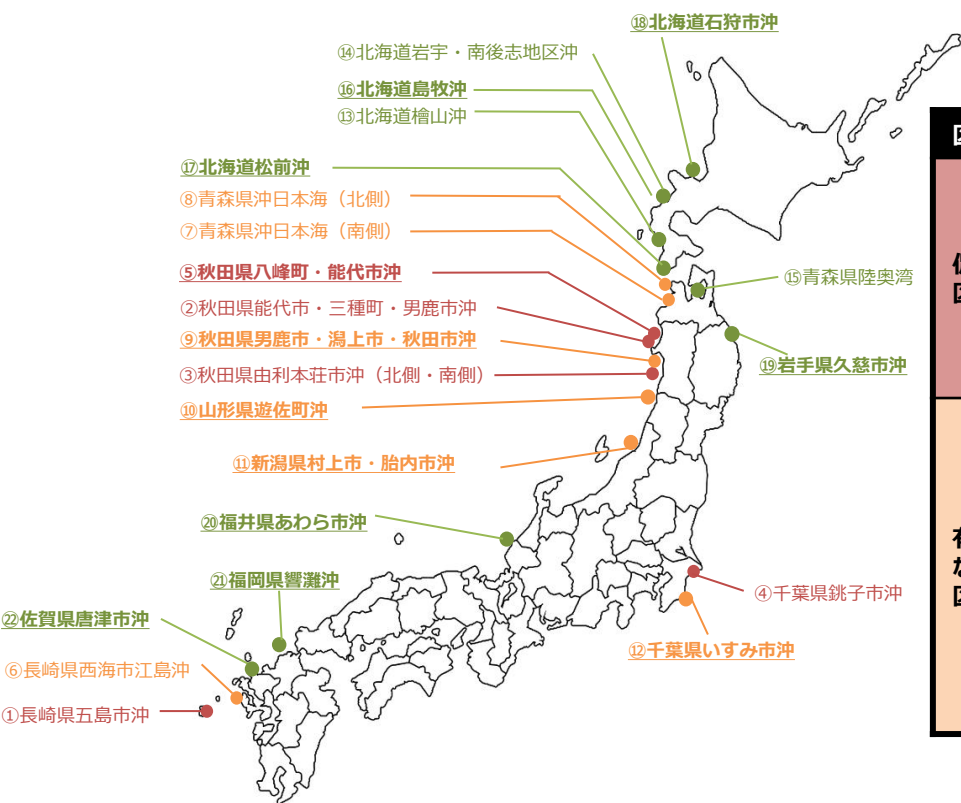 ⑱北海道石狩市沖
⑭北海道岩宇・南後志地区沖
⑯北海道島牧沖
⑬北海道檜山沖
⑰北海道松前沖
⑧青森県沖日本海（北側）
⑦青森県沖日本海（南側）
⑤秋田県八峰町・能代市沖
⑮青森県陸奥湾
②秋田県能代市・三種町・男鹿市沖
⑨秋田県男鹿市・潟上市・秋田市沖
⑲岩手県久慈市沖
③秋田県由利本荘市沖（北側・南側）
⑩山形県遊佐町沖
⑪新潟県村上市・胎内市沖
⑳福井県あわら市沖
㉑福岡県響灘沖
④千葉県銚子市沖
㉒佐賀県唐津市沖
⑫千葉県いすみ市沖
⑥長崎県西海市江島沖
①長崎県五島市沖